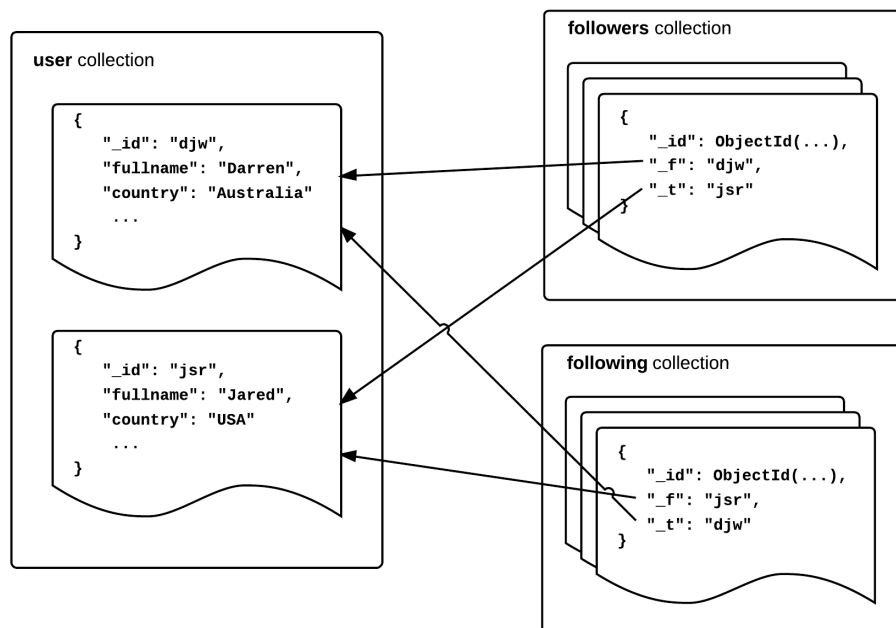 user collection
{
"_id": "djw",
"fullname": "Darren",
"country": "Australia"
...
}
{
"_id": "jsr",
"fullname": "Jared",
"country": "USA"
...
}
followers collection
{
"_id": ObjectId(...),
"_f": "djw",
"_t": "jsr"
}
following collection
{
"_id": ObjectId(...),
"_f": "jsr",
"_t": "djw"
}